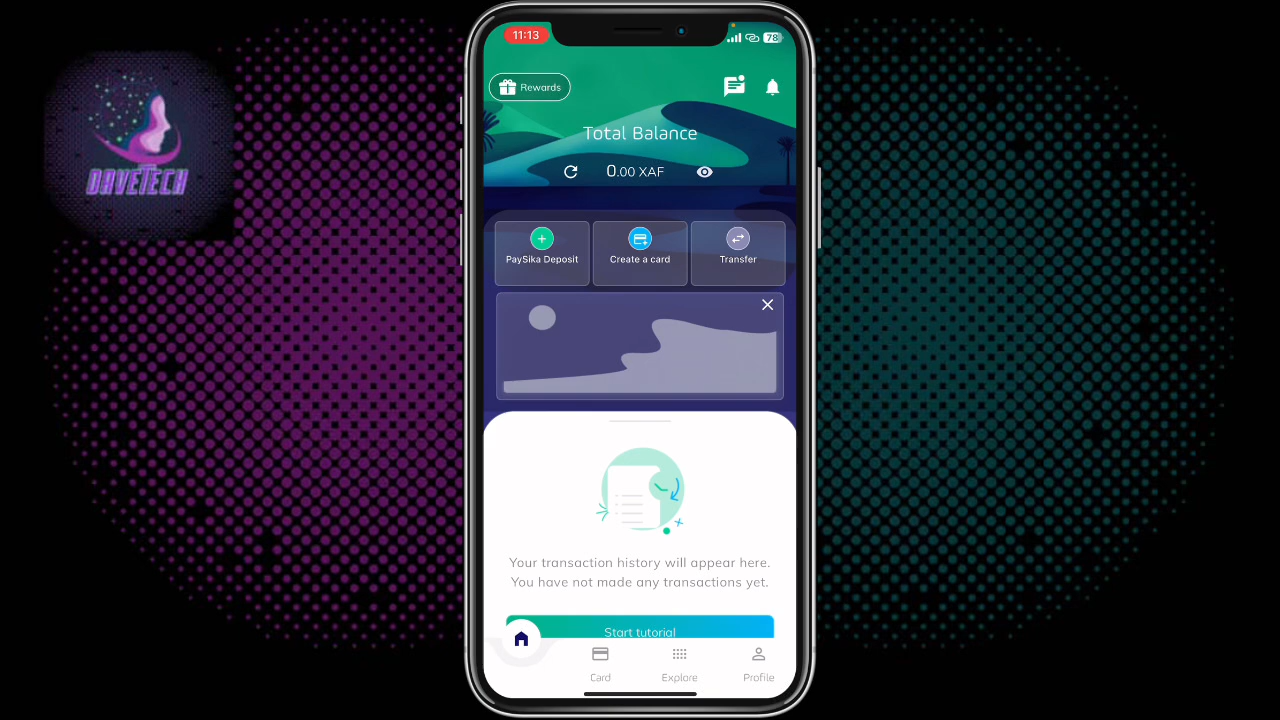 DAVETECH
11:13
78
Rewards
Total Balance
0.00 XAF
PaySika Deposit
Create a card
Transfer
Your transaction history will appear here.
You have not made any transactions yet.
Start tutorial
Card
Explore
Profile